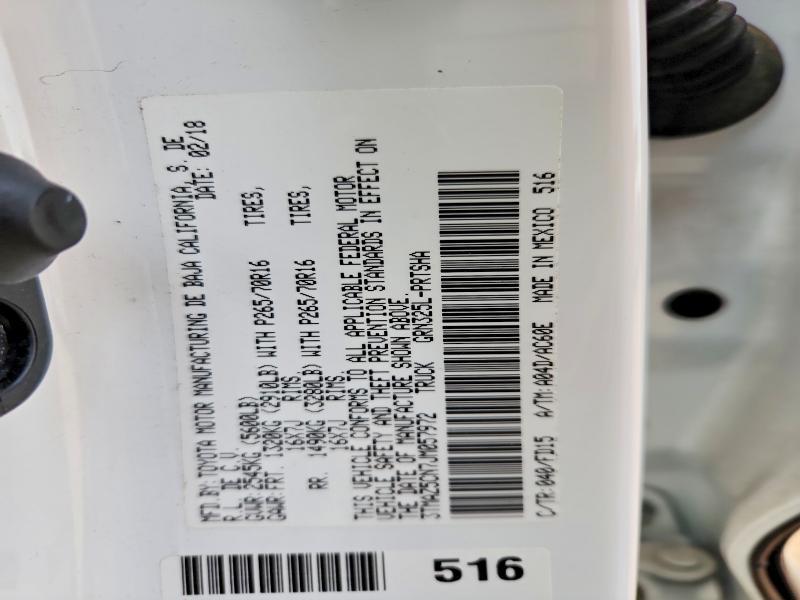 MFD BY: TOYOTA MOTOR MANUFACTURING DE BAJA CALIFORNIA, S. DE
R.L. DE C.V. DATE: 02/18
GVWR: 2545KG (5600LB)
GAWR: FRT. 1320KG (2910LB) WITH P265/70R16 TIRES,
16X7J RIMS
RR. 1490KG (3280LB) WITH P265/70R16 TIRES,
16X7J RIMS
THIS VEHICLE CONFORMS TO ALL APPLICABLE FEDERAL MOTOR
VEHICLE SAFETY AND THEFT PREVENTION STANDARDS IN EFFECT ON
THE DATE OF MANUFACTURE SHOWN ABOVE.
3TMAZ5CN7JM057972 TRUCK GRN325L-PRTSHA
C/TR: 040/FD15 A/TM: A04D/AC60E MADE IN MEXICO 516
516